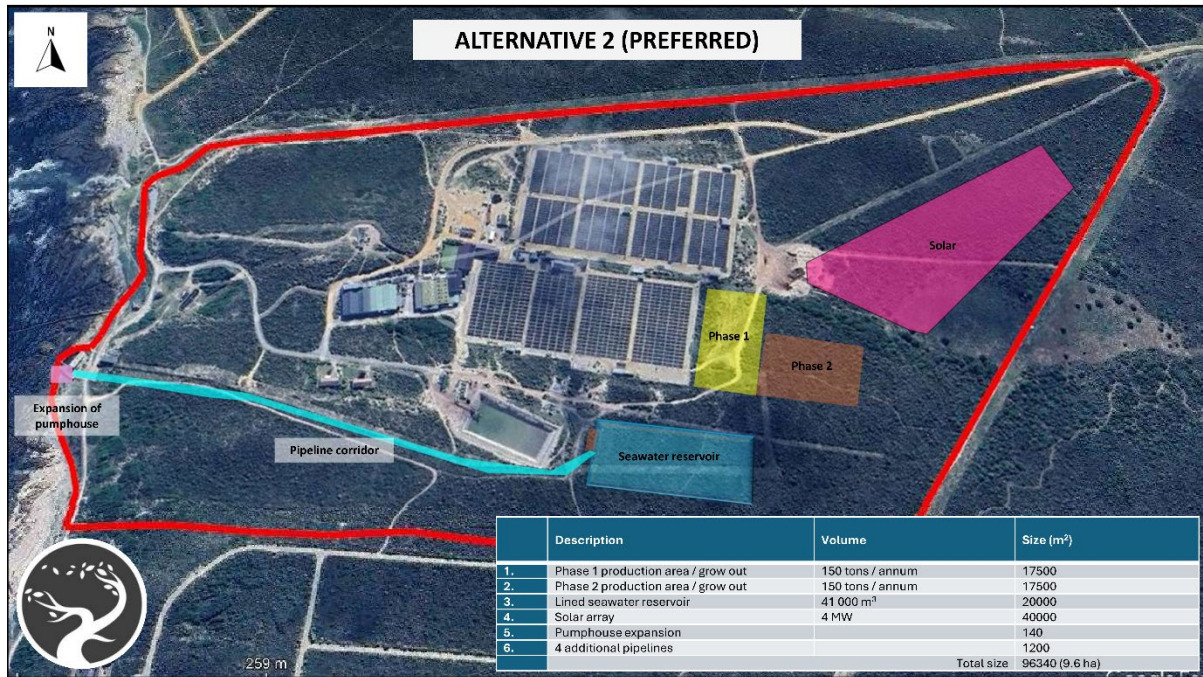 N
ALTERNATIVE 2 (PREFERRED)
Solar
Phase 1
Phase 2
Expansion of
pumphouse
Pipeline corridor
Seawater reservoir
Description Volume Size (m²)
1. Phase 1 production area / grow out 150 tons / annum 17500
2. Phase 2 production area / grow out 150 tons / annum 17500
3. Lined seawater reservoir 41 000 m³ 20000
4. Solar array 4 MW 40000
5. Pumphouse expansion 140
6. 4 additional pipelines 1200
Total size 96340 (9.6 ha)
259 m